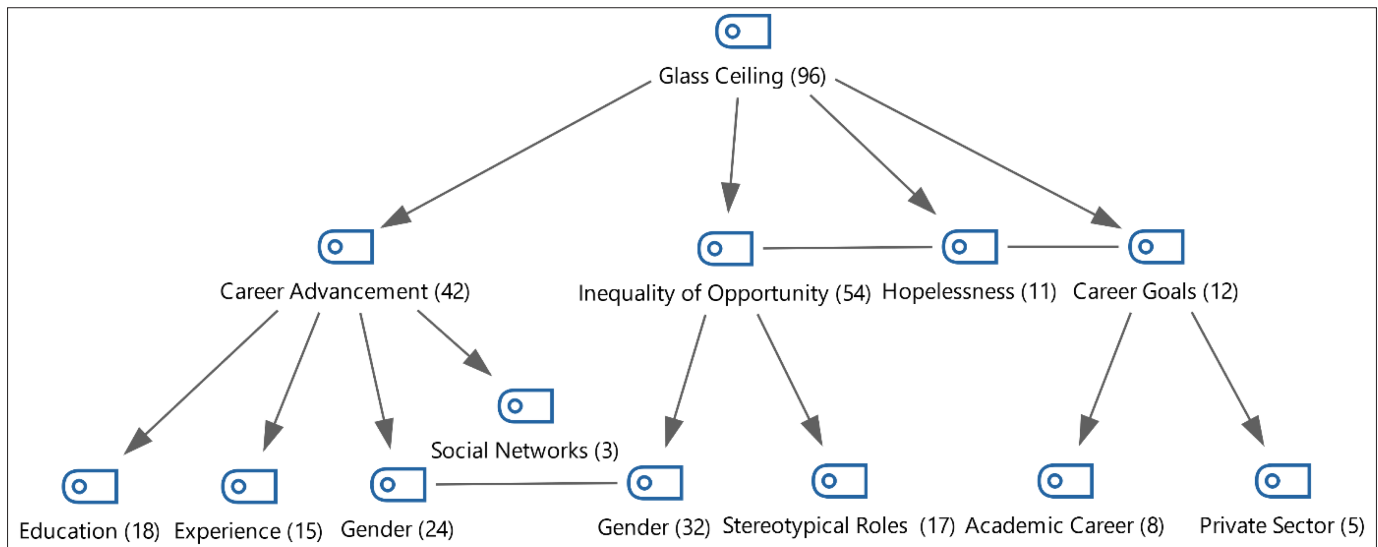 Glass Ceiling (96)
Career Advancement (42)
Inequality of Opportunity (54)
Hopelessness (11)
Career Goals (12)
Social Networks (3)
Education (18)
Experience (15)
Gender (24)
Gender (32)
Stereotypical Roles (17)
Academic Career (8)
Private Sector (5)